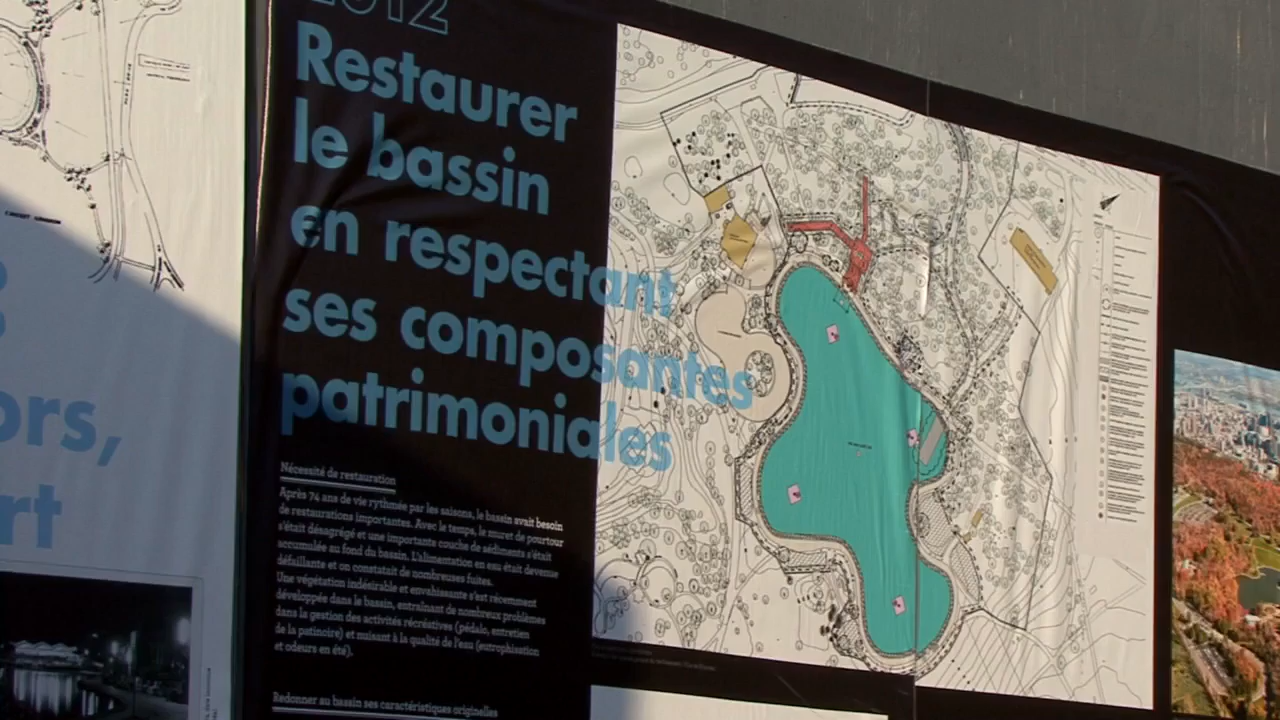 2012
Restaurer
le bassin
en respectant
ses composantes
patrimoniales
Nécessité de restauration
Après 74 ans de vie rythmée par les saisons, le bassin avait besoin
de restaurations importantes. Avec le temps, le muret de pourtour
s'était désagrégé et une importante couche de sédiments s'était
accumulée au fond du bassin. L'alimentation en eau était devenue
défaillante et on constatait de nombreuses fuites.
Une végétation indésirable et envahissante s'est récemment
développée dans le bassin, entraînant de nombreux problèmes
dans la gestion des activités récréatives (pédalo, entretien
de la patinoire) et nuisant à la qualité de l'eau (eutrophisation
et odeurs en été).
Redonner au bassin ses caractéristiques originelles
ors,
rt